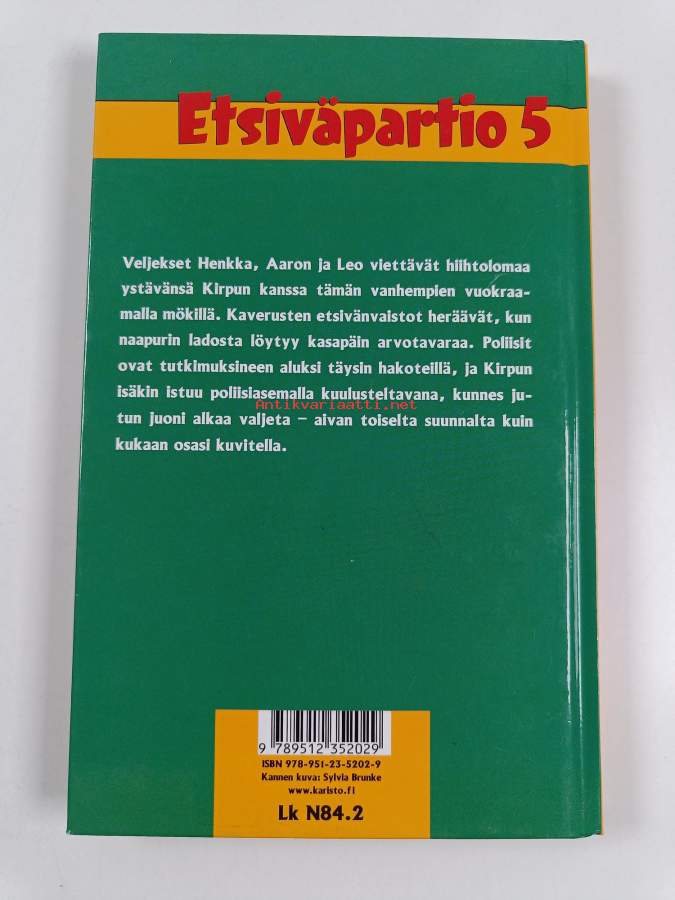 Etsiväpartio 5
Veljekset Henkka, Aaron ja Leo viettävät hiihtolomaa
ystävänsä Kirpun kanssa tämän vanhempien vuokraa-
malla mökillä. Kaverusten etsivänvaistot heräävät, kun
naapurin ladosta löytyy kasapäin arvotavaraa. Poliisit
ovat tutkimuksineen aluksi täysin hakoteillä, ja Kirpun
isäkin istuu poliisiasemalla kuulusteltavana, kunnes ju-
Antikvariaatti.net
tun juoni alkaa valjeta – aivan toiselta suunnalta kuin
kukaan osasi kuvitella.
9 789512 352029
ISBN 978-951-23-5202-9
Kannen kuva: Sylvia Brunke
www.karisto.fi
Lk N84.2